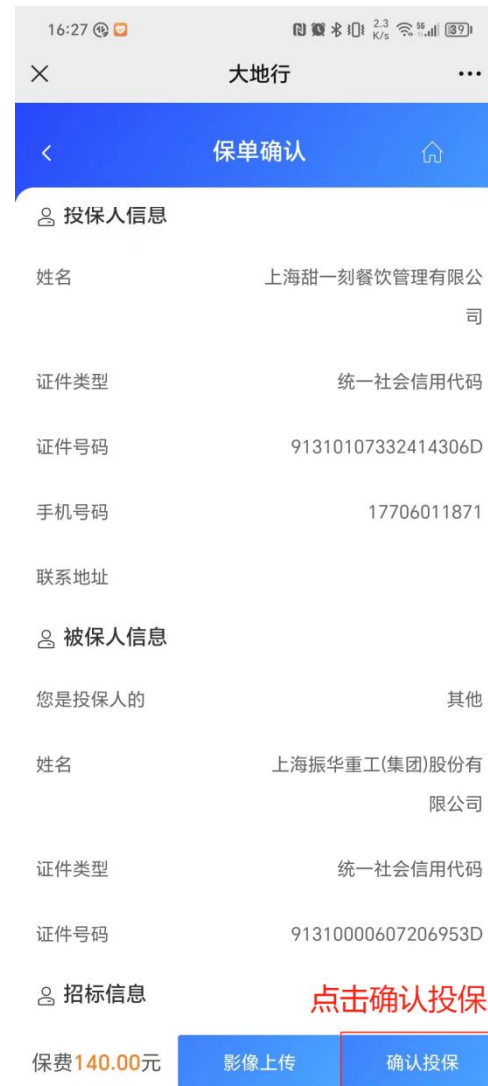 16:27
2.3
K/s
56
39
大地行
保单确认
投保人信息
姓名
上海甜一刻餐饮管理有限公
司
证件类型
统一社会信用代码
证件号码
91310107332414306D
手机号码
17706011871
联系地址
被保人信息
您是投保人的
其他
姓名
上海振华重工(集团)股份有
限公司
证件类型
统一社会信用代码
证件号码
91310000607206953D
招标信息
点击确认投保
保费140.00元
影像上传
确认投保